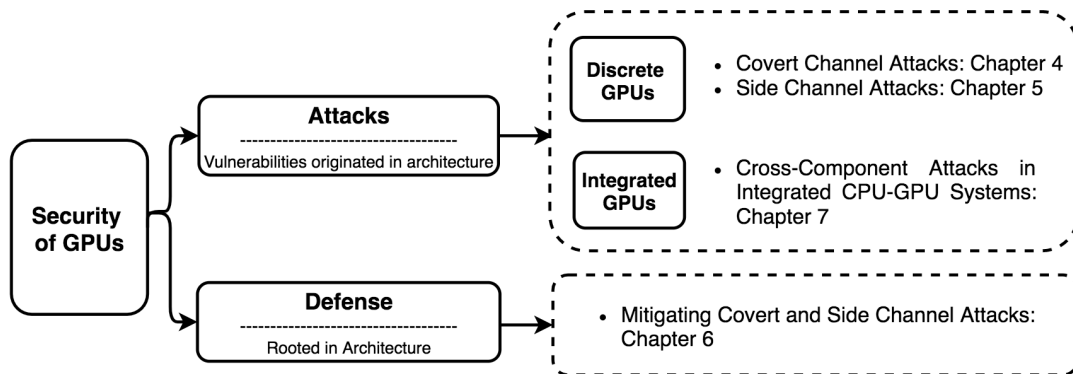 Security
of GPUs
Attacks
Vulnerabilities originated in architecture
Discrete
GPUs
• Covert Channel Attacks: Chapter 4
• Side Channel Attacks: Chapter 5
Integrated
GPUs
• Cross-Component Attacks in
Integrated CPU-GPU Systems:
Chapter 7
Defense
Rooted in Architecture
• Mitigating Covert and Side Channel Attacks:
Chapter 6